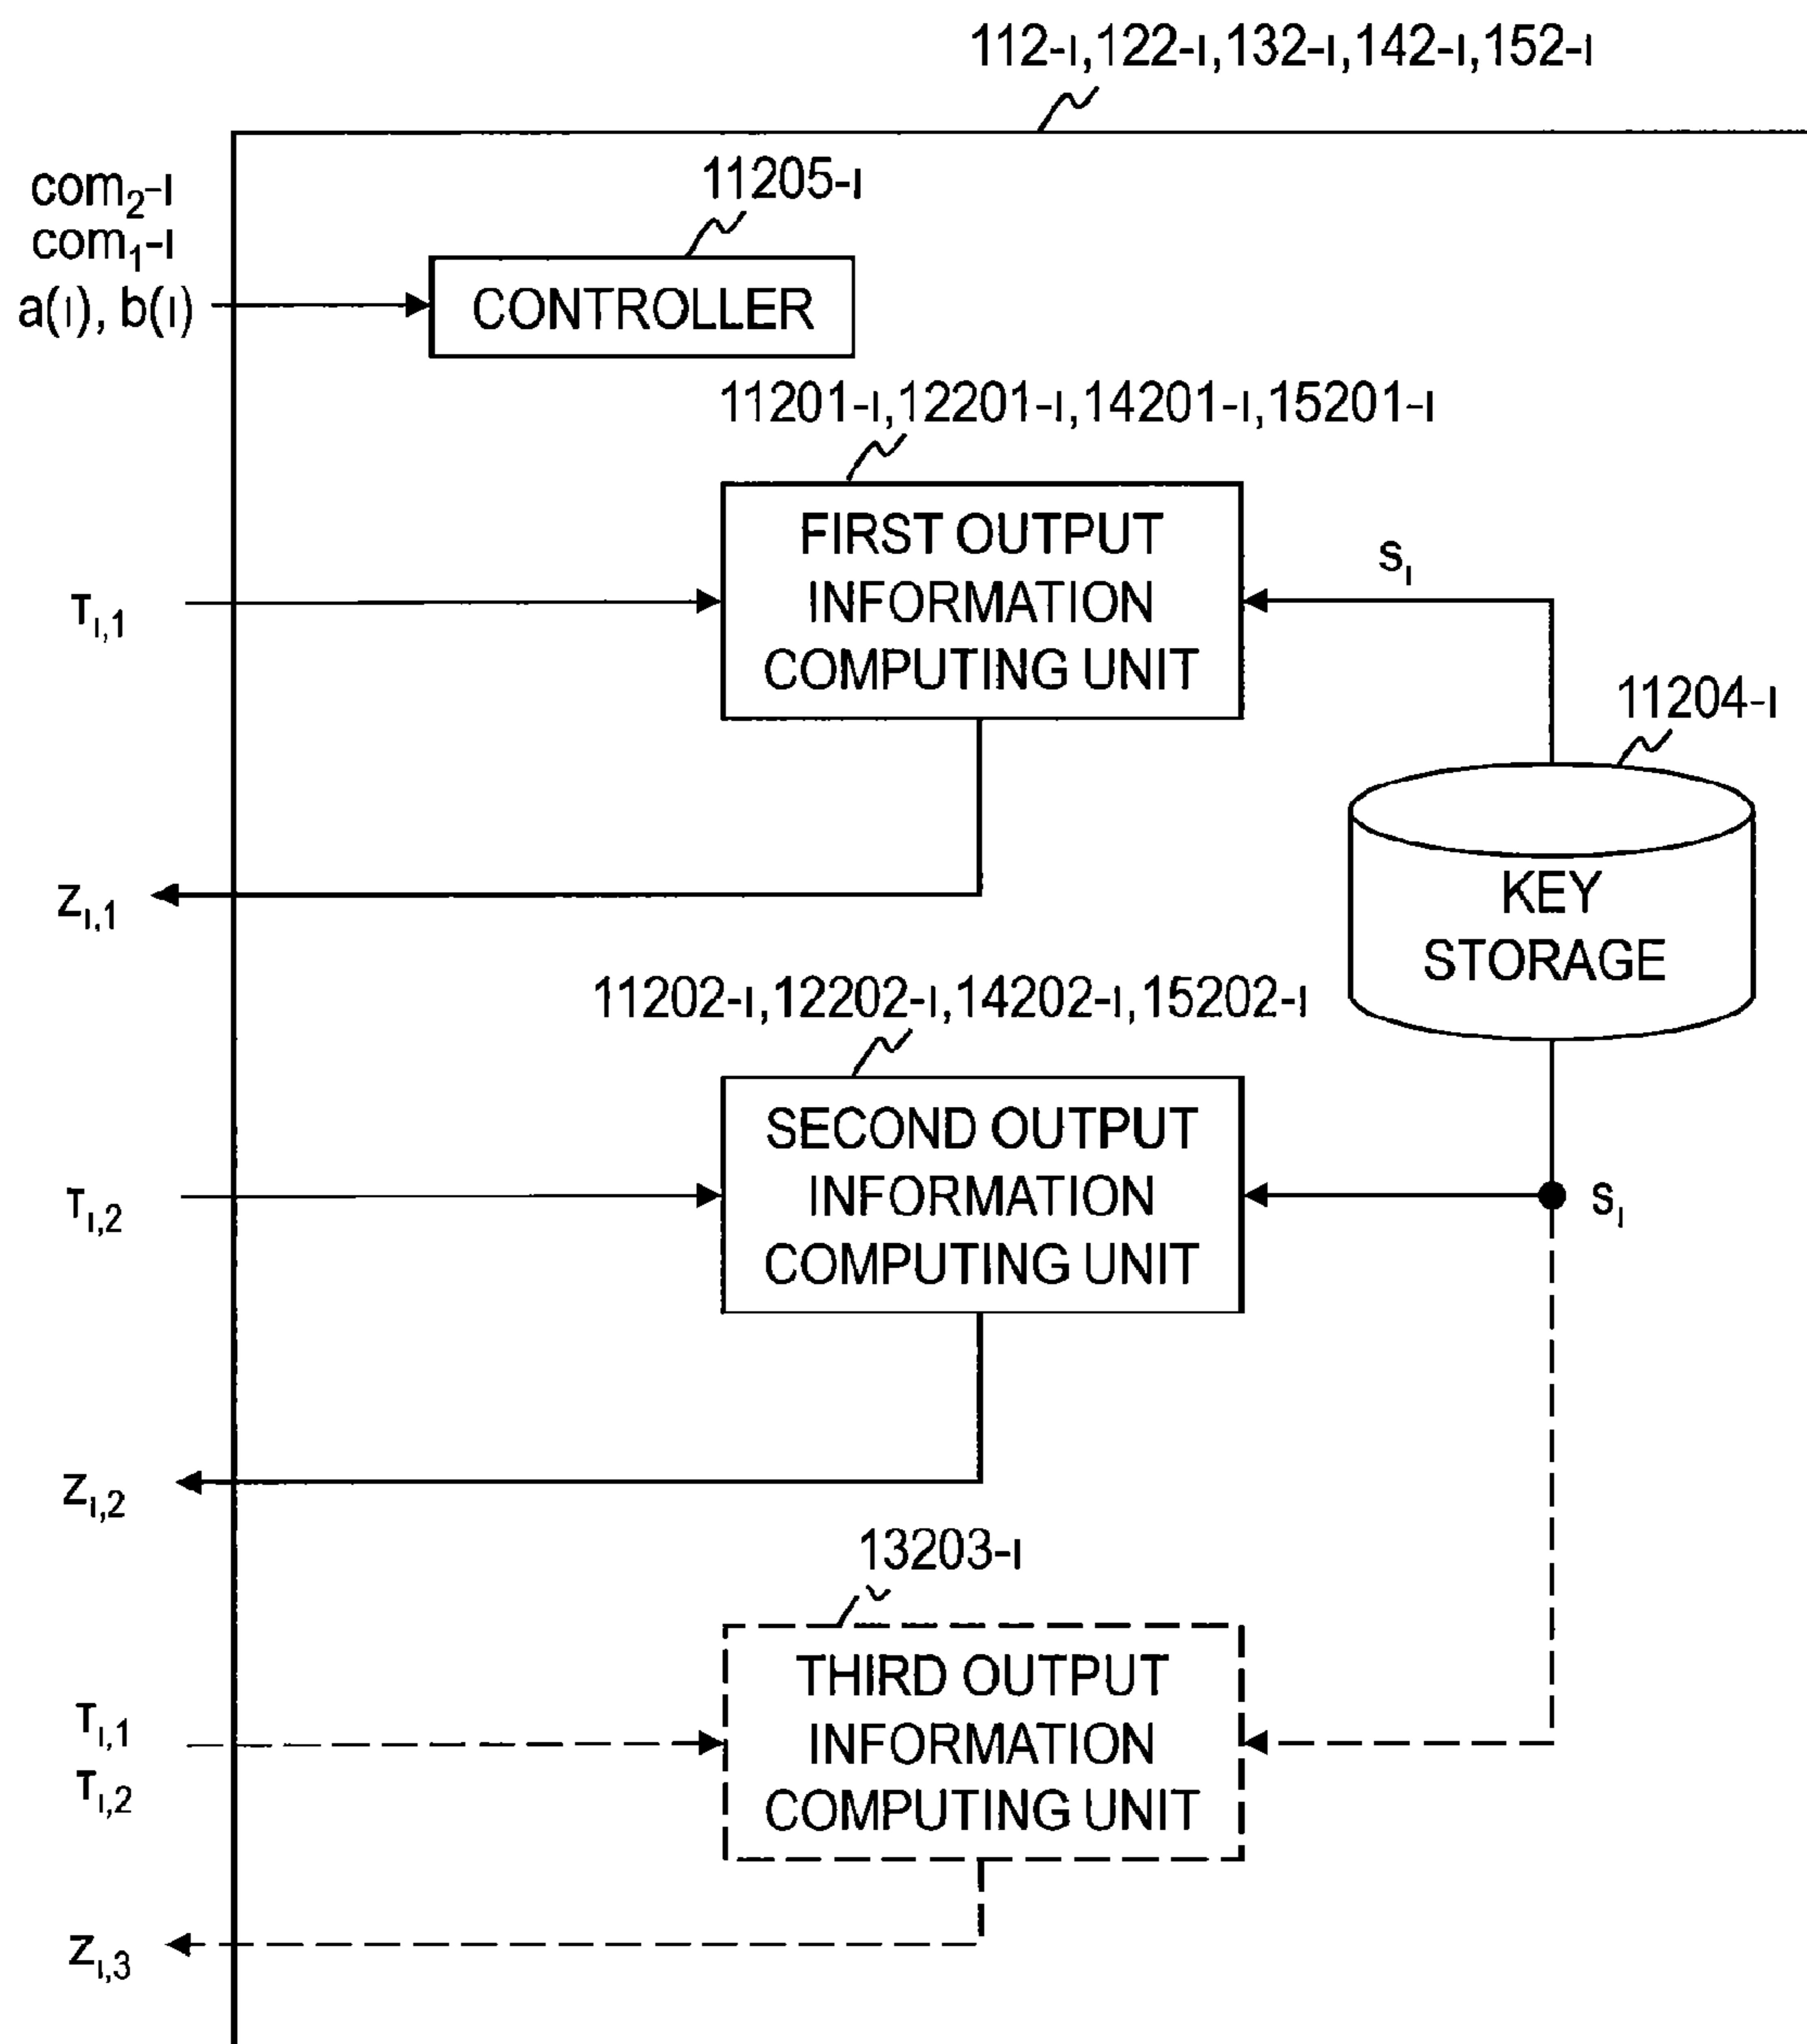 112-ι,122-ι,132-ι,142-ι,152-ι
com₂-ι
com₁-ι
a(ι), b(ι)
11205-ι
CONTROLLER
11201-ι,12201-ι,14201-ι,15201-ι
FIRST OUTPUT
INFORMATION
COMPUTING UNIT
τι,1
sι
11204-ι
KEY
STORAGE
zι,1
11202-ι,12202-ι,14202-ι,15202-ι
SECOND OUTPUT
INFORMATION
COMPUTING UNIT
τι,2
sι
zι,2
13203-ι
THIRD OUTPUT
INFORMATION
COMPUTING UNIT
τι,1
τι,2
zι,3